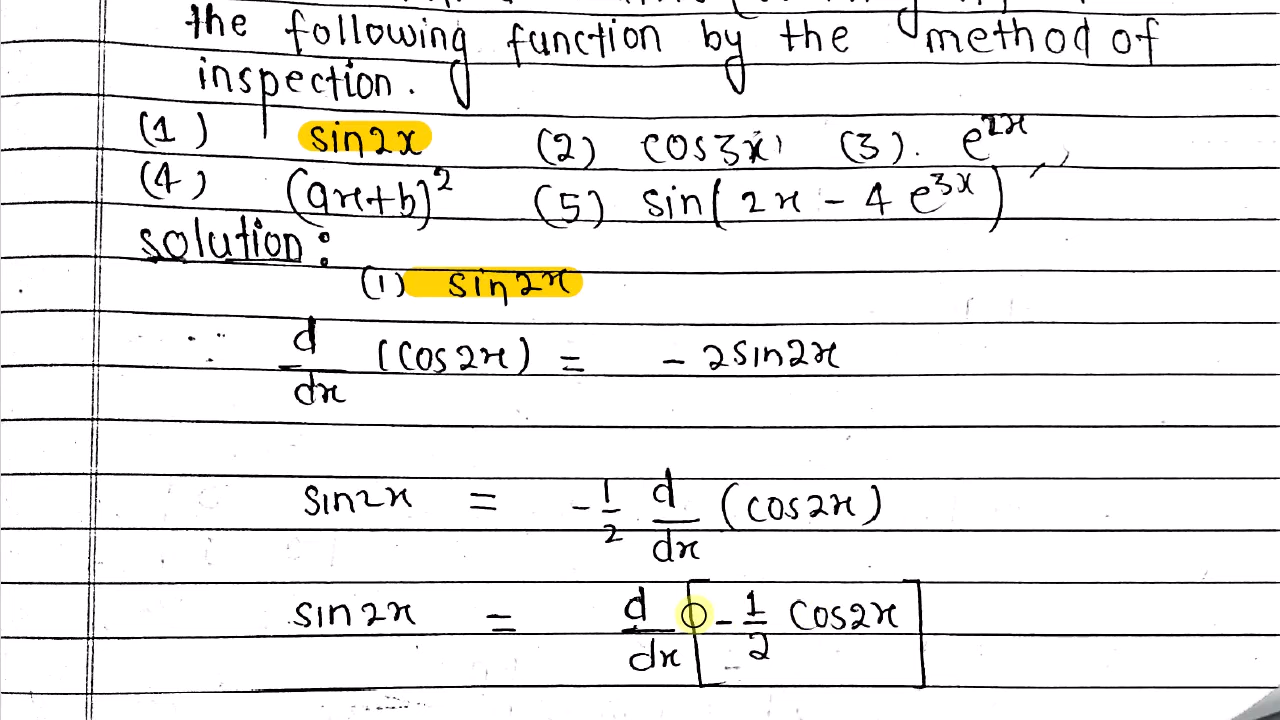 the following function by the method of
inspection.
(1) sin2x (2) cos3x, (3). e^2x,
(4) (ax+b)^2 (5) sin(2x - 4 e^3x)
solution:
(1) sin2x
∵ d/dx (cos2x) = - 2sin2x
sin2x = -1/2 d/dx (cos2x)
sin2x = d/dx [-1/2 cos2x]